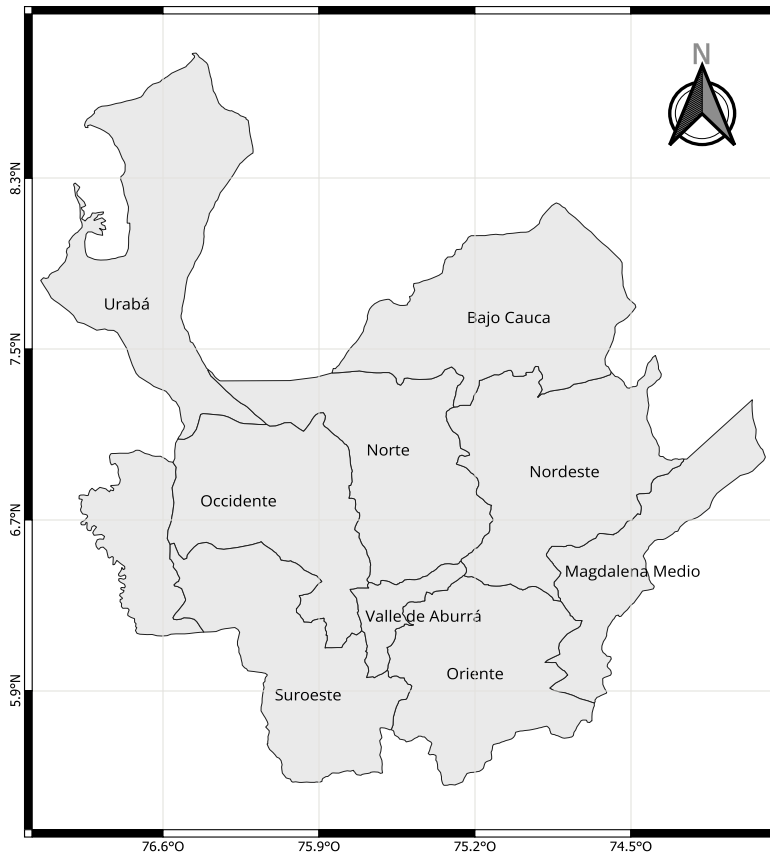 N
8.3°N
Urabá
Bajo Cauca
7.5°N
Norte
Nordeste
Occidente
6.7°N
Magdalena Medio
Valle de Aburrá
Oriente
5.9°N
Suroeste
76.6°O
75.9°O
75.2°O
74.5°O